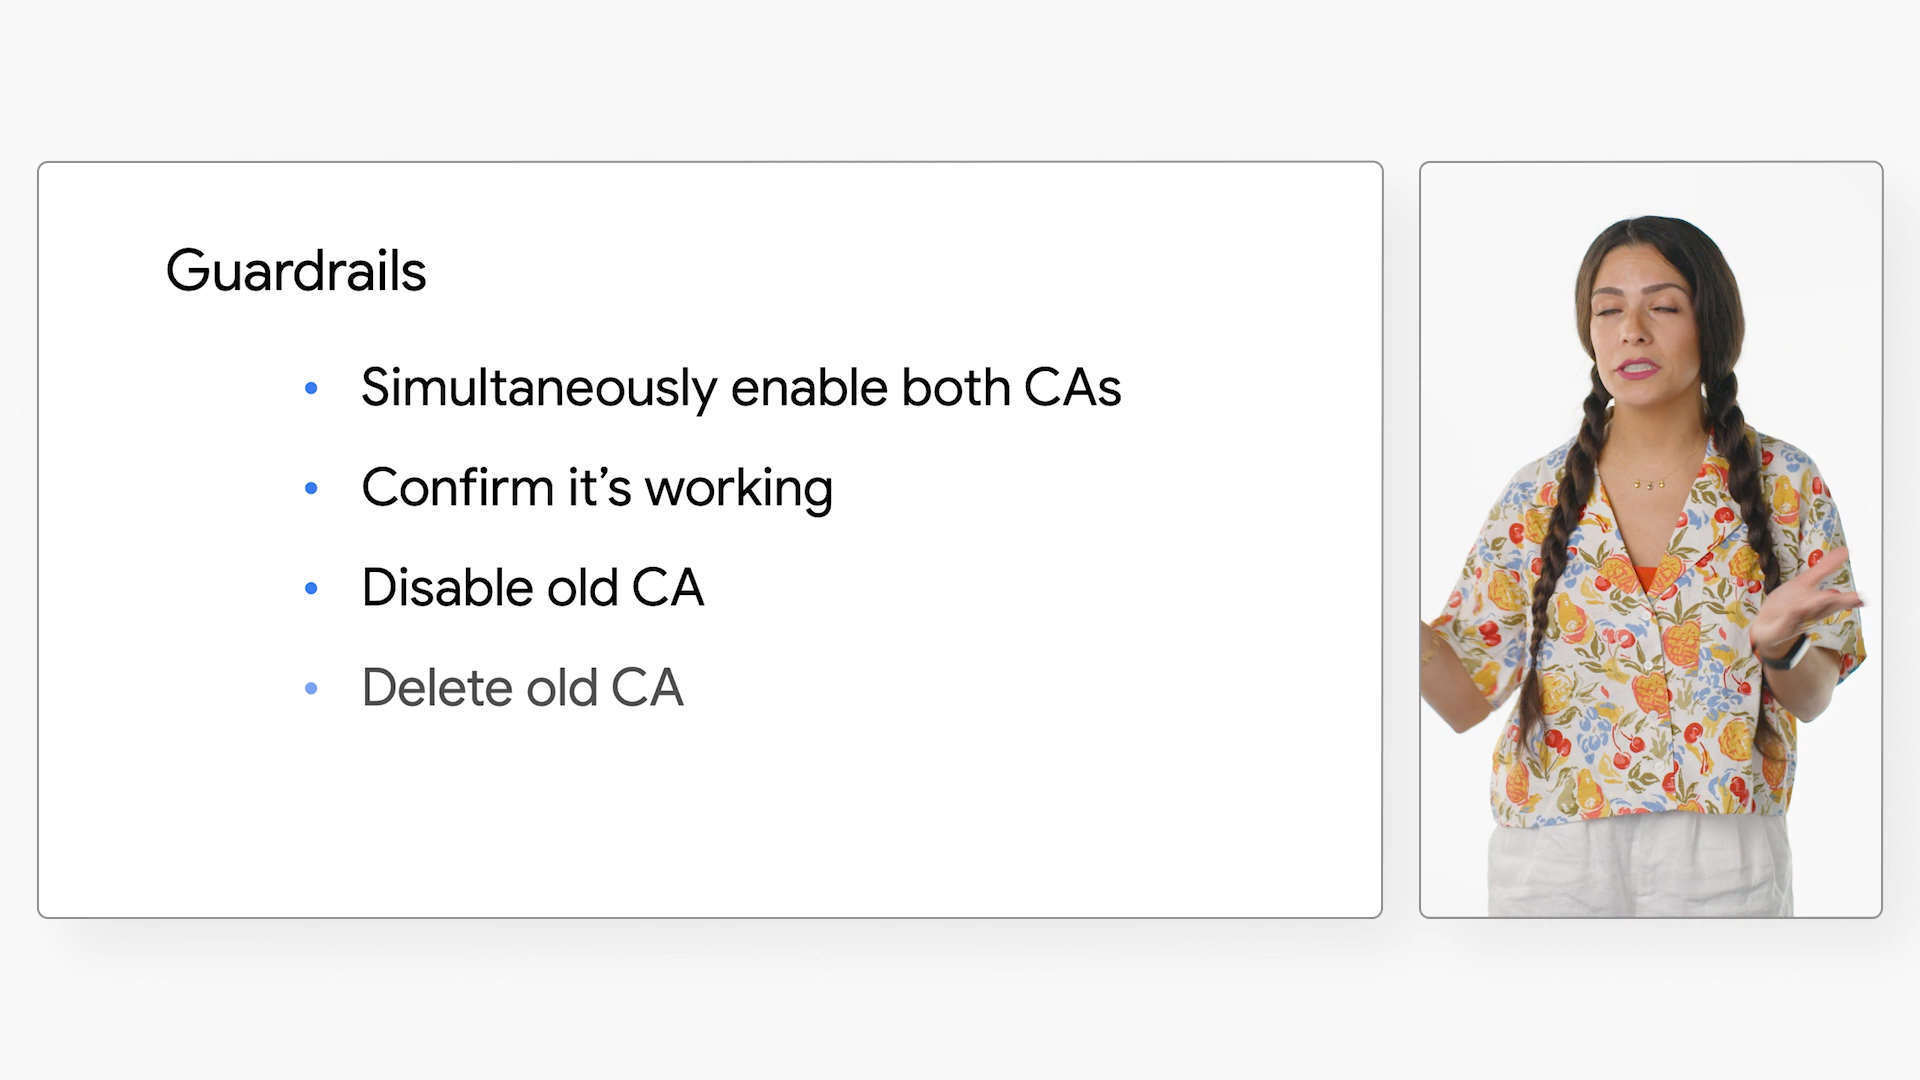 Guardrails
Simultaneously enable both CAs
Confirm it’s working
Disable old CA
Delete old CA